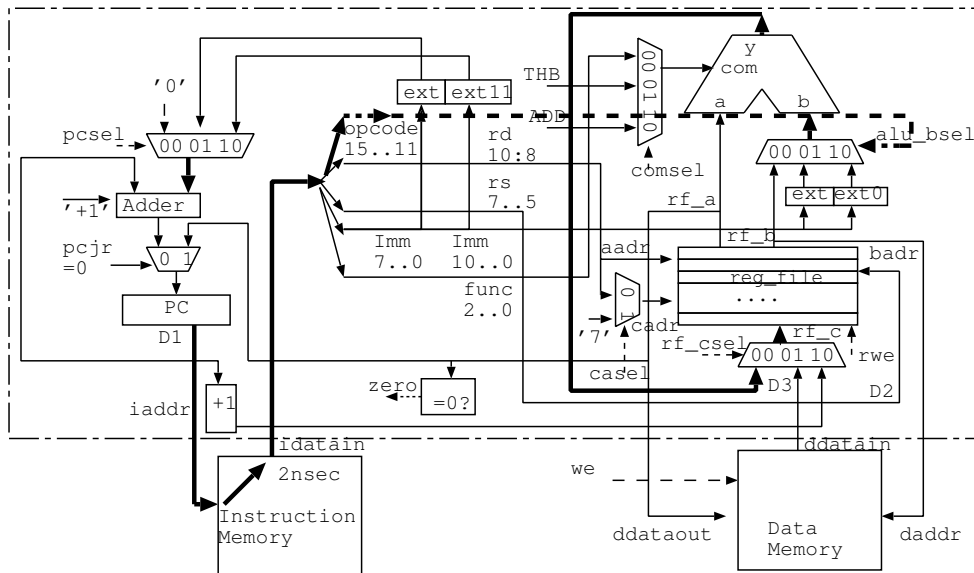 y
com
a
b
THB
ADD
00 01 10
comsel
'0'
pcsel
00 01 10
ext
ext11
opcode
15..11
rd
10:8
rs
7..5
alu_bsel
00 01 10
ext
ext0
'+1'
Adder
pcjr
=0
0 1
Imm
7..0
Imm
10..0
func
2..0
rf_a
rf_b
aadr
badr
reg_file
....
PC
D1
0 1
'7'
cadr
casel
rf_csel
rf_c
00 01 10
rwe
D3
D2
zero
=0?
iaddr
+1
idatain
2nsec
Instruction
Memory
we
ddatain
ddataout
Data
Memory
daddr